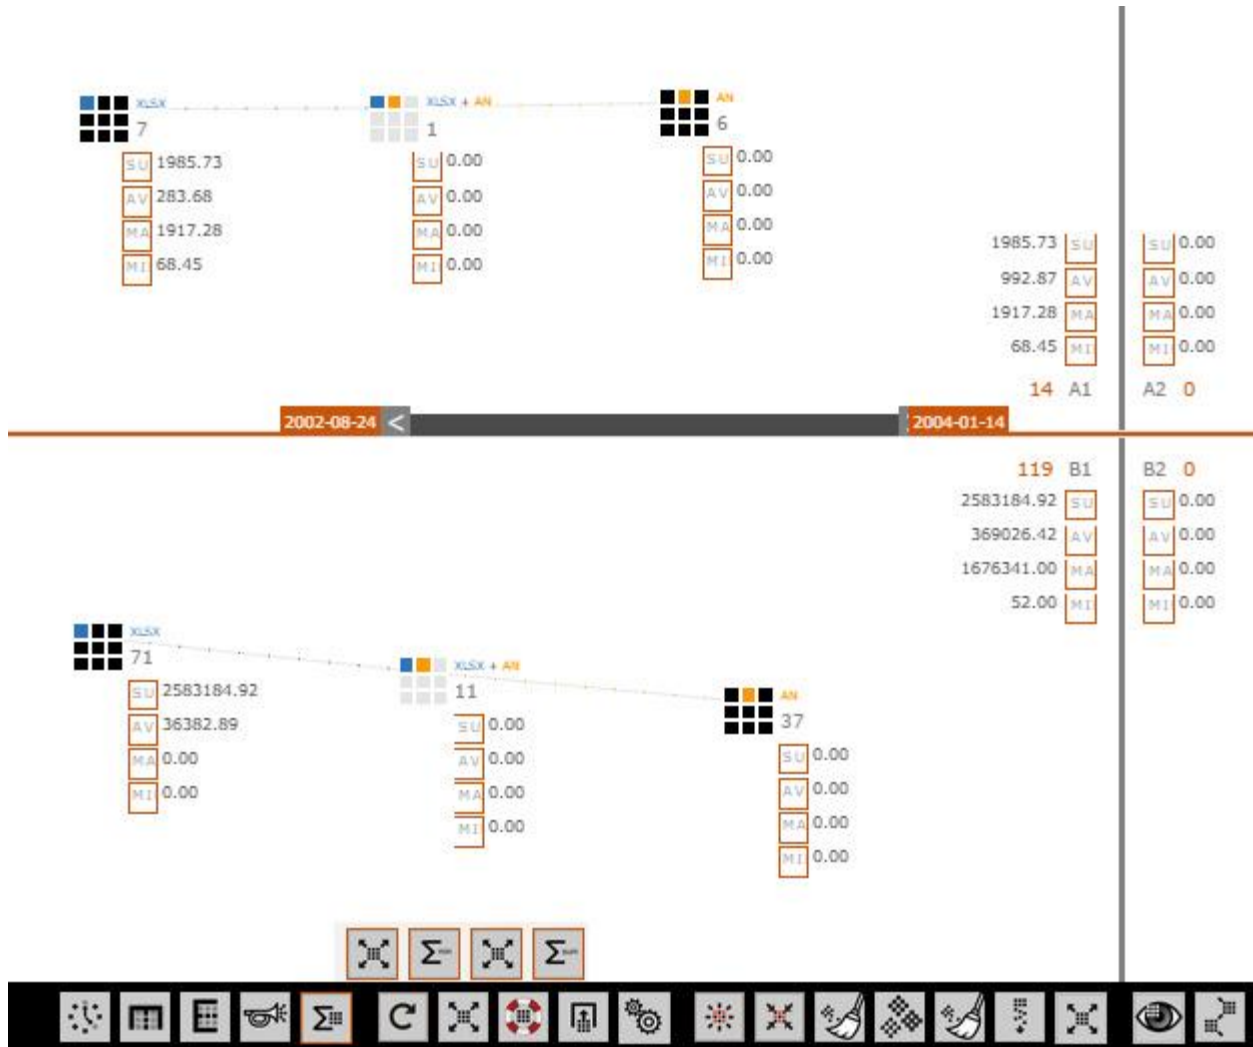 XLSX
7
SU 1985.73
AV 283.68
MA 1917.28
MI 68.45
XLSX + AN
1
SU 0.00
AV 0.00
MA 0.00
MI 0.00
AN
6
SU 0.00
AV 0.00
MA 0.00
MI 0.00
1985.73 SU
992.87 AV
1917.28 MA
68.45 MI
14 A1
SU 0.00
AV 0.00
MA 0.00
MI 0.00
A2 0
2002-08-24 <
2004-01-14
119 B1
2583184.92 SU
369026.42 AV
1676341.00 MA
52.00 MI
B2 0
SU 0.00
AV 0.00
MA 0.00
MI 0.00
XLSX
71
SU 2583184.92
AV 36382.89
MA 0.00
MI 0.00
XLSX + AN
11
SU 0.00
AV 0.00
MA 0.00
MI 0.00
AN
37
SU 0.00
AV 0.00
MA 0.00
MI 0.00
Σ
Σ
Σ